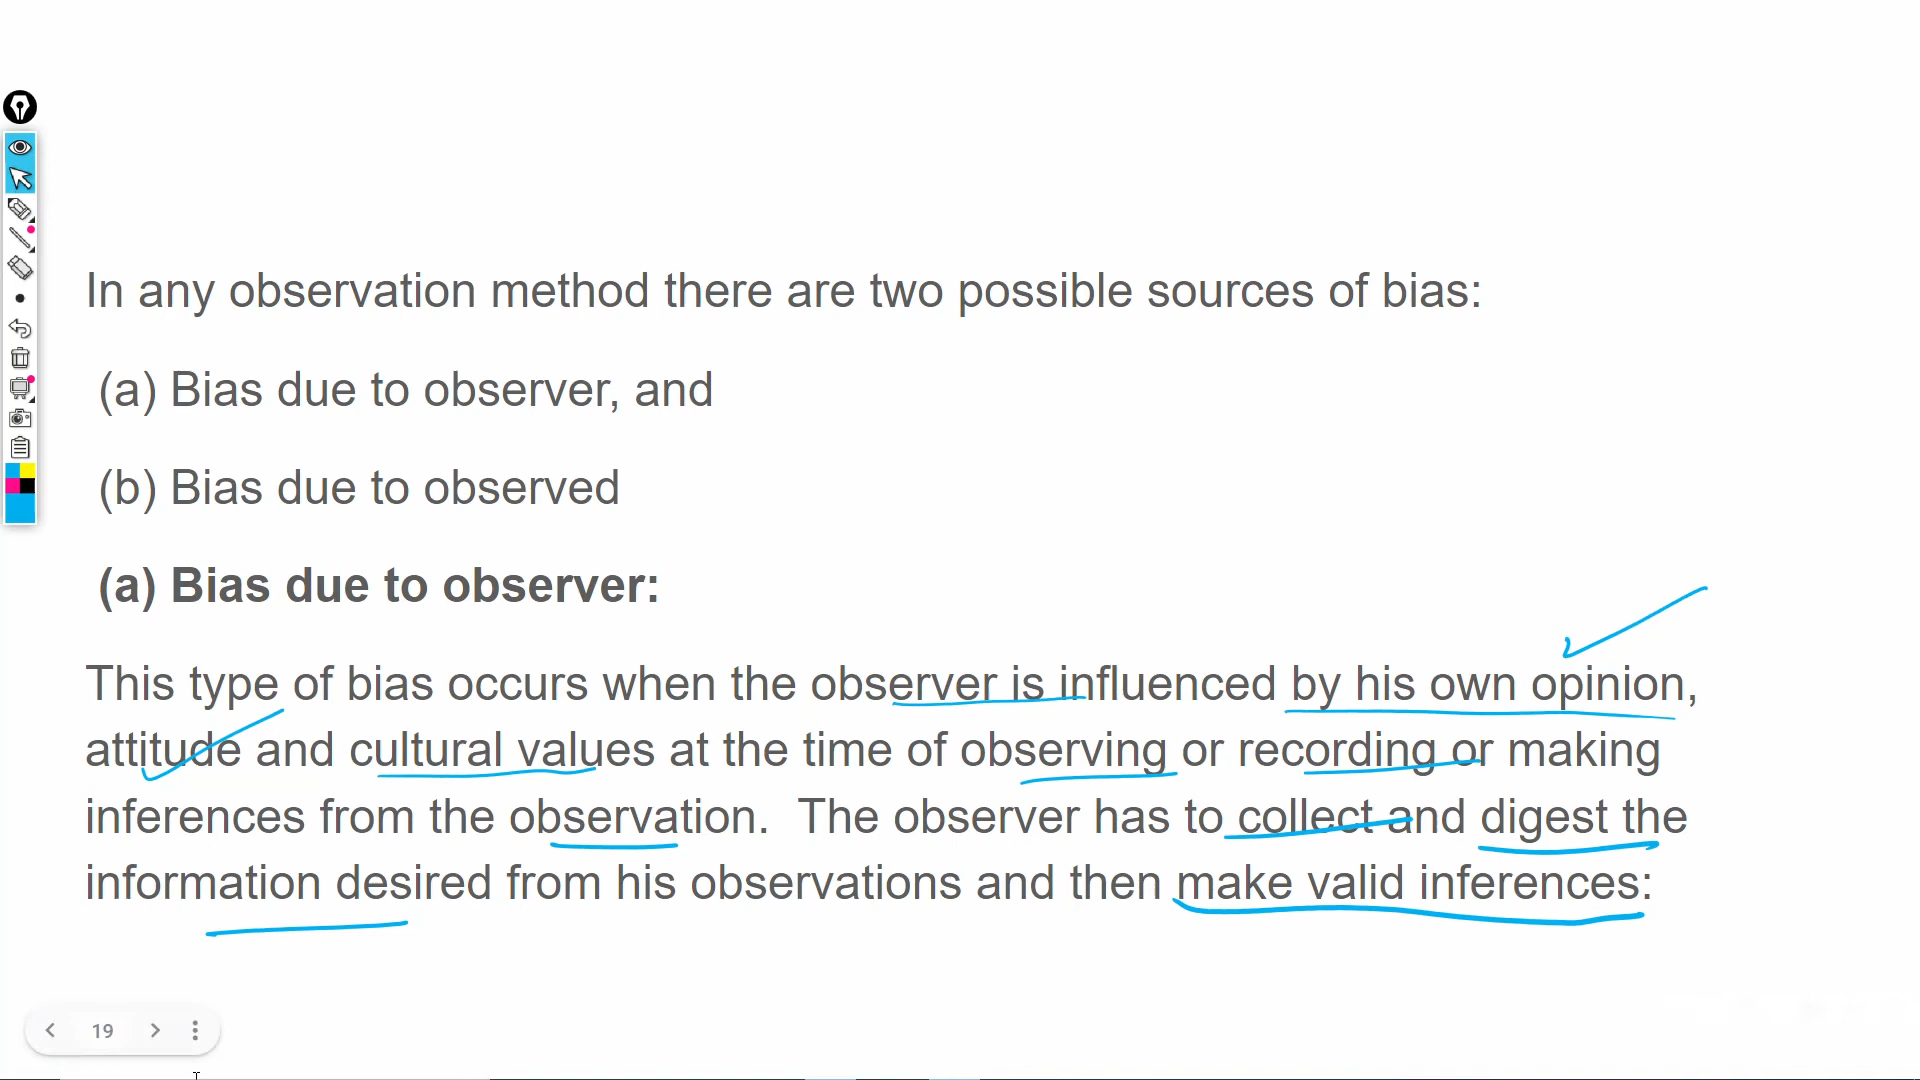 In any observation method there are two possible sources of bias:
(a) Bias due to observer, and
(b) Bias due to observed
(a) Bias due to observer:
This type of bias occurs when the observer is influenced by his own opinion,
attitude and cultural values at the time of observing or recording or making
inferences from the observation.  The observer has to collect and digest the
information desired from his observations and then make valid inferences:
19